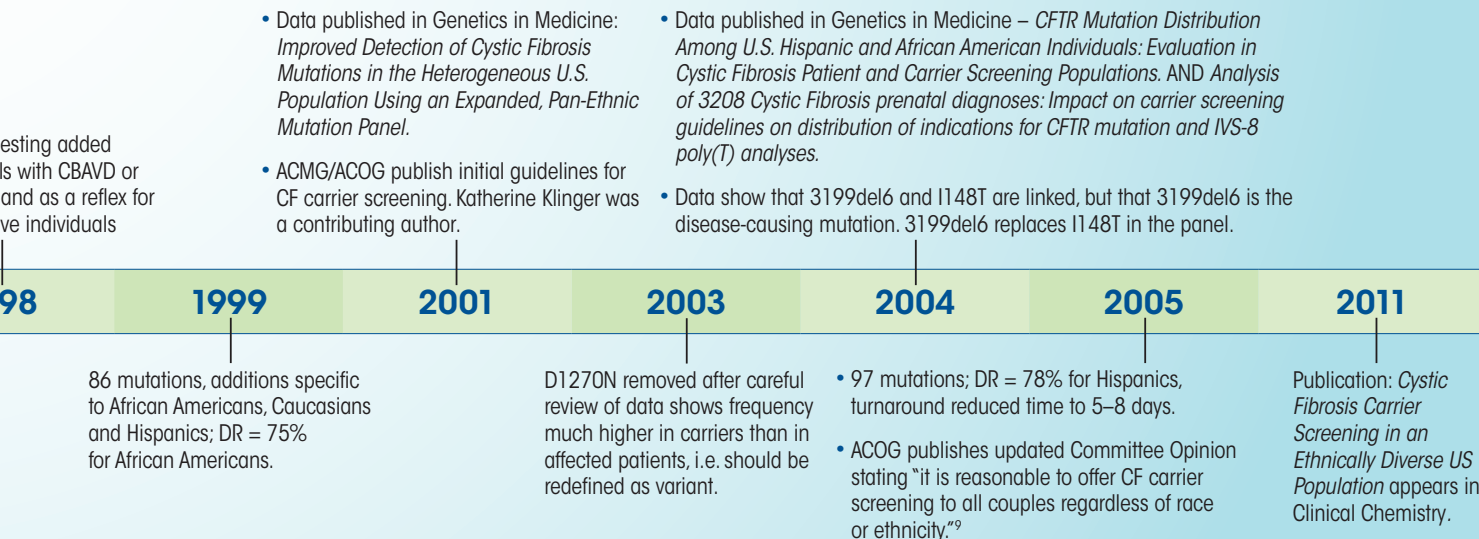 • Data published in Genetics in Medicine:
Improved Detection of Cystic Fibrosis
Mutations in the Heterogeneous U.S.
Population Using an Expanded, Pan-Ethnic
Mutation Panel.
• ACMG/ACOG publish initial guidelines for
CF carrier screening. Katherine Klinger was
a contributing author.
• Data published in Genetics in Medicine – CFTR Mutation Distribution
Among U.S. Hispanic and African American Individuals: Evaluation in
Cystic Fibrosis Patient and Carrier Screening Populations. AND Analysis
of 3208 Cystic Fibrosis prenatal diagnoses: Impact on carrier screening
guidelines on distribution of indications for CFTR mutation and IVS-8
poly(T) analyses.
• Data show that 3199del6 and I148T are linked, but that 3199del6 is the
disease-causing mutation. 3199del6 replaces I148T in the panel.
esting added
ls with CBAVD or
and as a reflex for
ve individuals
98 1999 2001 2003 2004 2005 2011
86 mutations, additions specific
to African Americans, Caucasians
and Hispanics; DR = 75%
for African Americans.
D1270N removed after careful
review of data shows frequency
much higher in carriers than in
affected patients, i.e. should be
redefined as variant.
• 97 mutations; DR = 78% for Hispanics,
turnaround reduced time to 5–8 days.
• ACOG publishes updated Committee Opinion
stating “it is reasonable to offer CF carrier
screening to all couples regardless of race
or ethnicity.”9
Publication: Cystic
Fibrosis Carrier
Screening in an
Ethnically Diverse US
Population appears in
Clinical Chemistry.